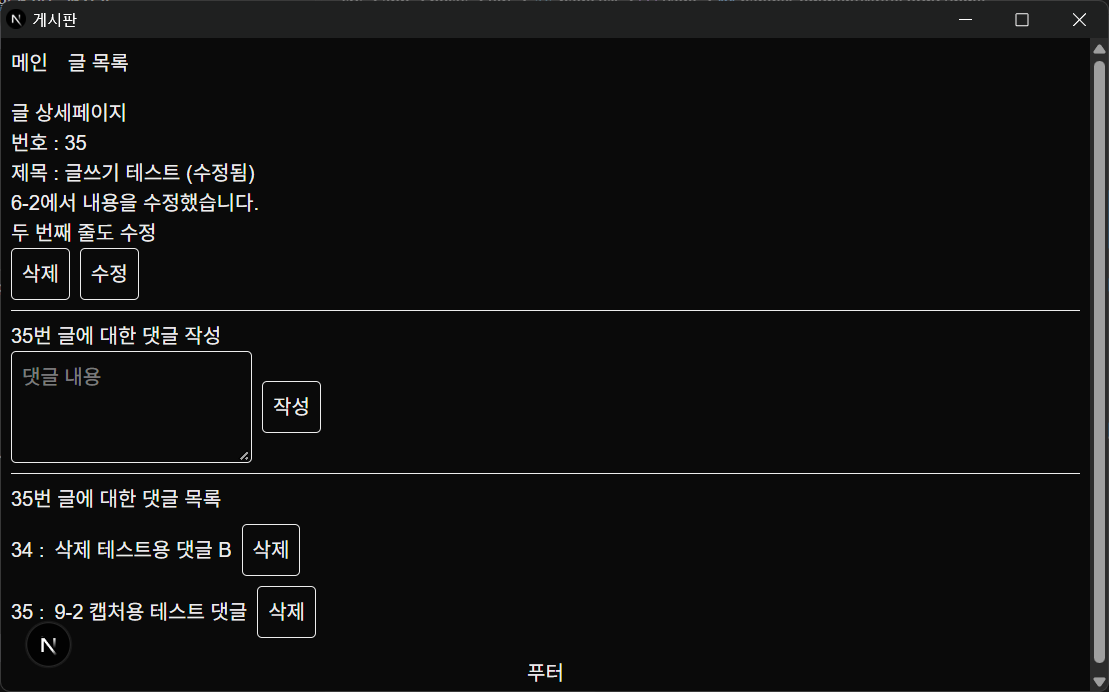 게시판
메인 글 목록
글 상세페이지
번호 : 35
제목 : 글쓰기 테스트 (수정됨)
6-2에서 내용을 수정했습니다.
두 번째 줄도 수정
삭제 수정
35번 글에 대한 댓글 작성
댓글 내용
작성
35번 글에 대한 댓글 목록
34 : 삭제 테스트용 댓글 B 삭제
35 : 9-2 캡처용 테스트 댓글 삭제
N
푸터